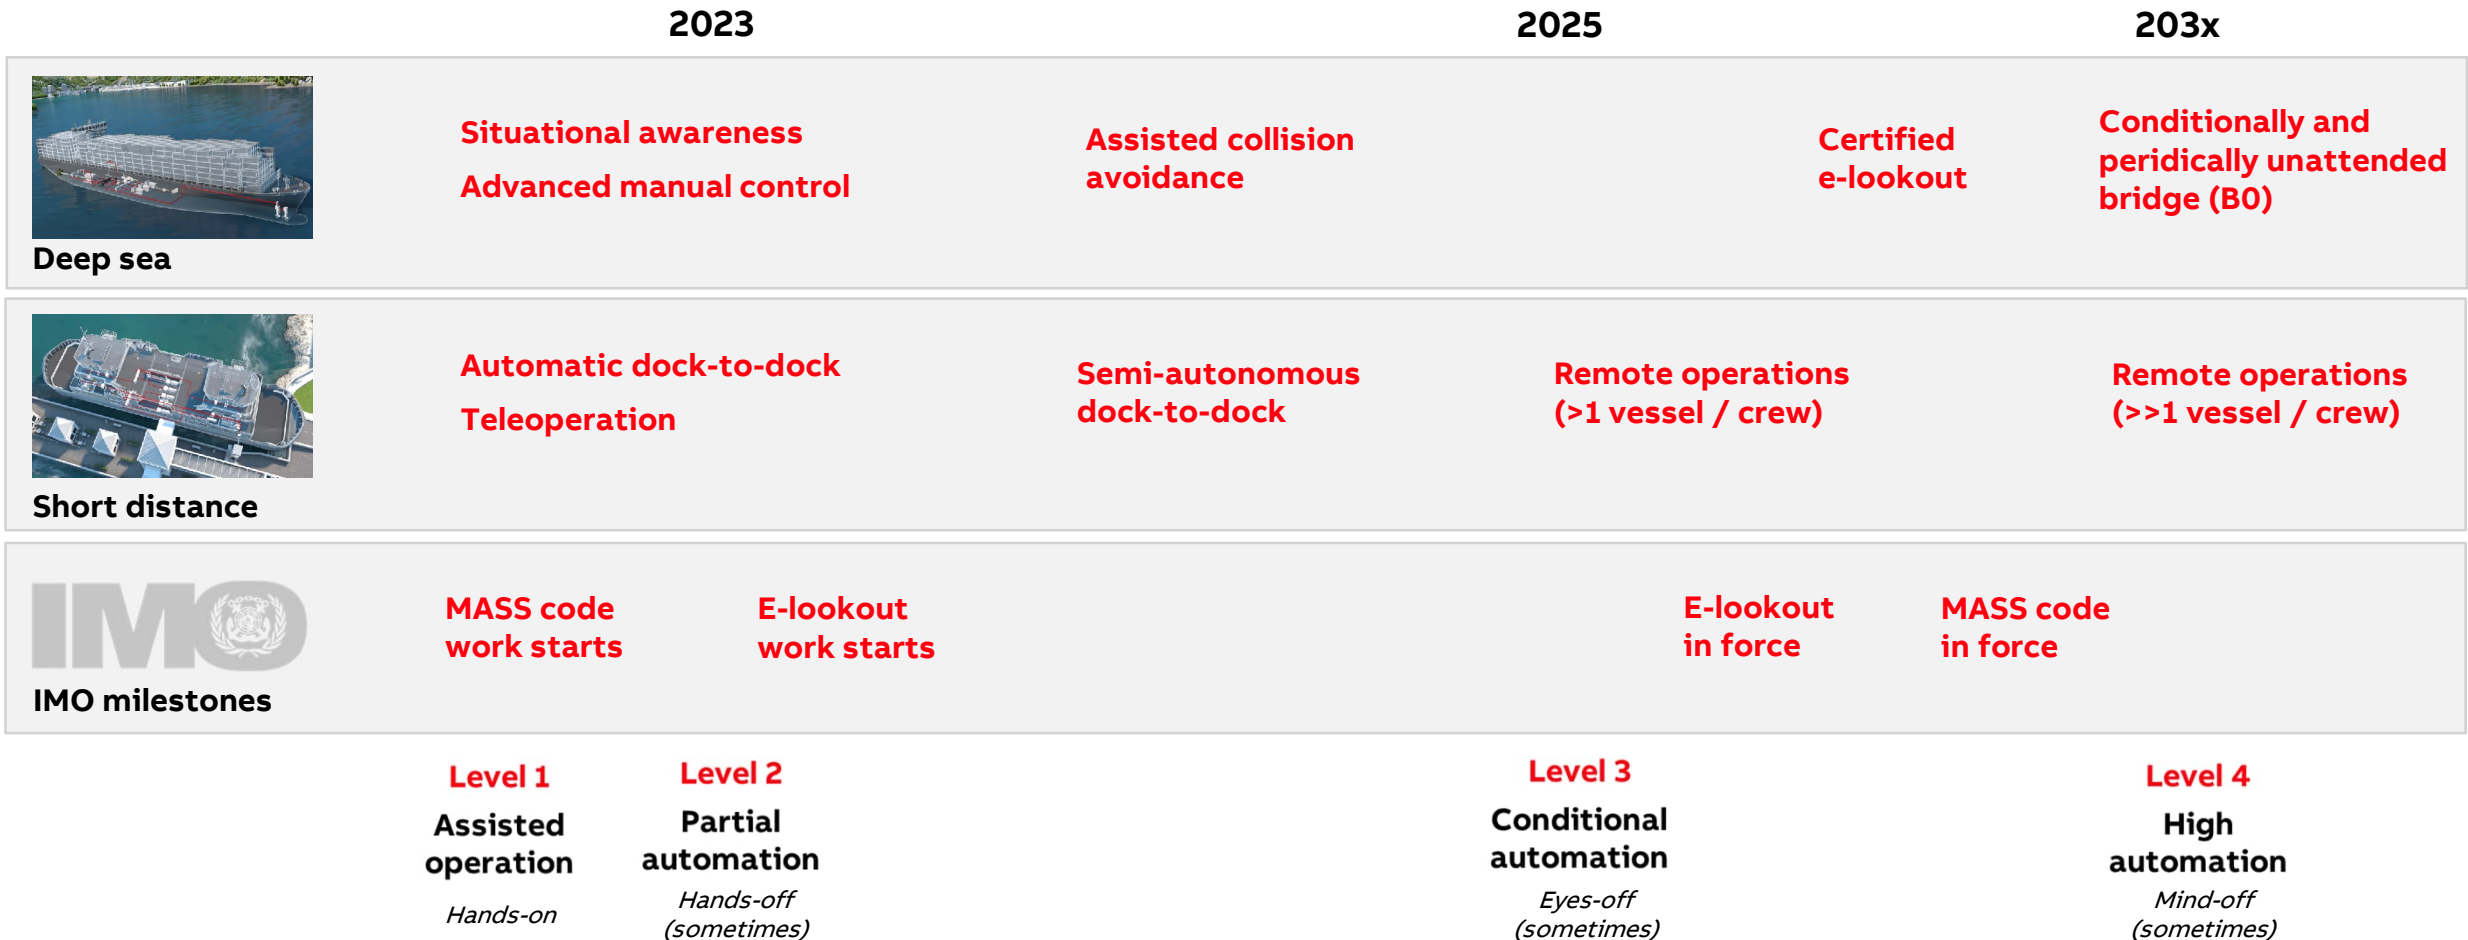 2023
2025
203x
Situational awareness
Advanced manual control
Assisted collision
avoidance
Certified
e-lookout
Conditionally and
peridically unattended
bridge (B0)
Deep sea
Automatic dock-to-dock
Teleoperation
Semi-autonomous
dock-to-dock
Remote operations
(>1 vessel / crew)
Remote operations
(>>1 vessel / crew)
Short distance
IMO
MASS code
work starts
E-lookout
work starts
E-lookout
in force
MASS code
in force
IMO milestones
Level 1
Assisted
operation
Hands-on
Level 2
Partial
automation
Hands-off
(sometimes)
Level 3
Conditional
automation
Eyes-off
(sometimes)
Level 4
High
automation
Mind-off
(sometimes)